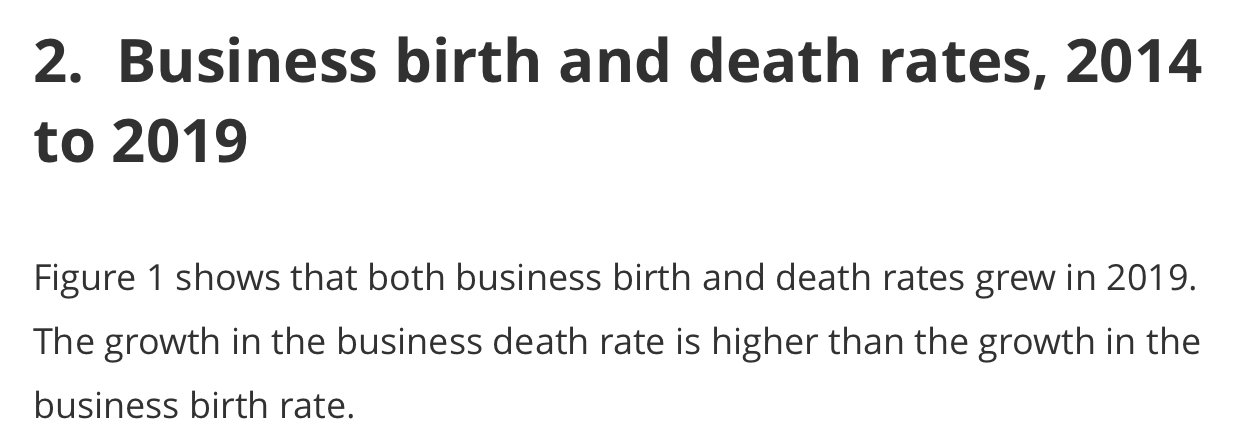 2.  Business birth and death rates, 2014
to 2019
Figure 1 shows that both business birth and death rates grew in 2019.
The growth in the business death rate is higher than the growth in the
business birth rate.